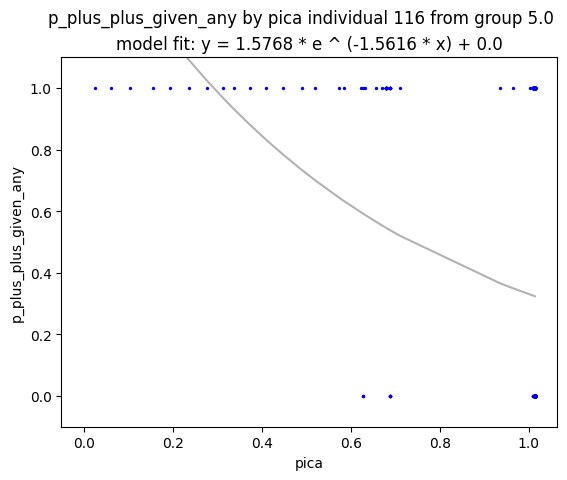 p_plus_plus_given_any by pica individual 116 from group 5.0
model fit: y = 1.5768 * e ^ (-1.5616 * x) + 0.0
1.0
0.8
0.6
0.4
0.2
0.0
p_plus_plus_given_any
0.0 0.2 0.4 0.6 0.8 1.0
pica